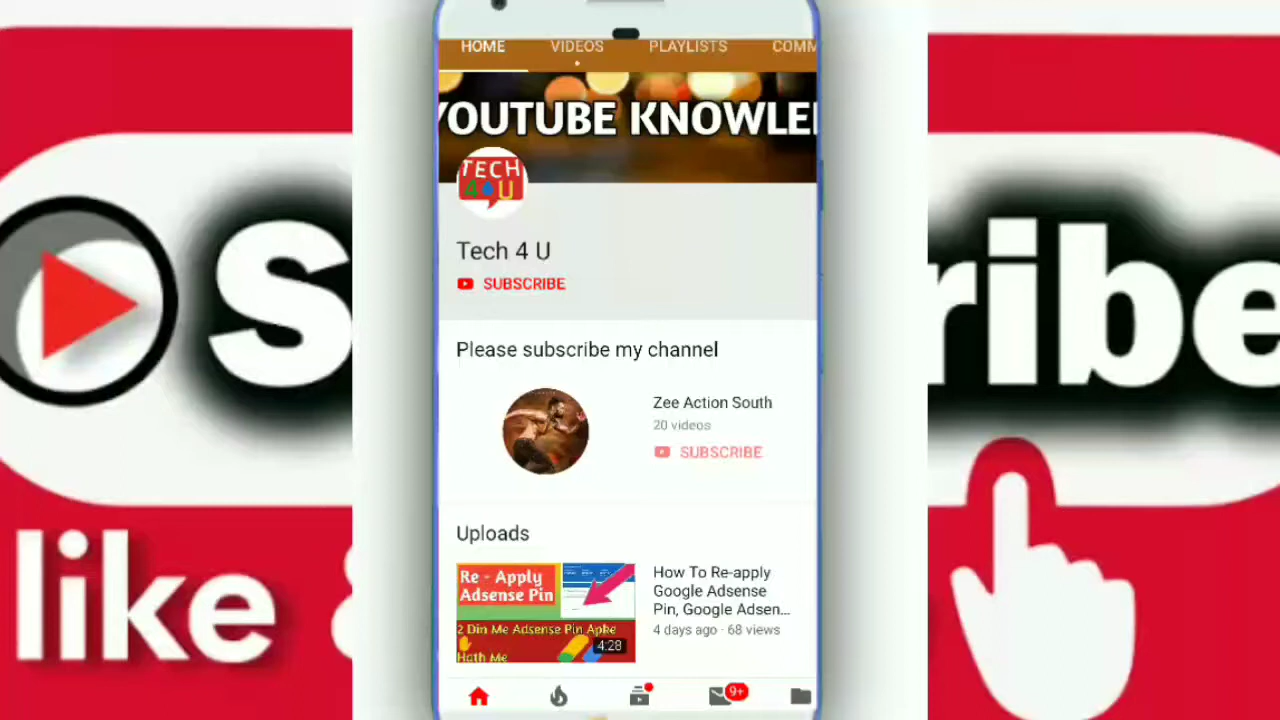 HOME VIDEOS PLAYLISTS COMM
YOUTUBE KNOWLE
TECH
4 U
Tech 4 U
SUBSCRIBE
Please subscribe my channel
Zee Action South
20 videos
SUBSCRIBE
Uploads
Re - Apply
Adsense Pin
2 Din Me Adsense Pin Apke
Hath Me
4:28
How To Re-apply
Google Adsense
Pin, Google Adsen...
4 days ago · 68 views
9+
S
ribe
like &